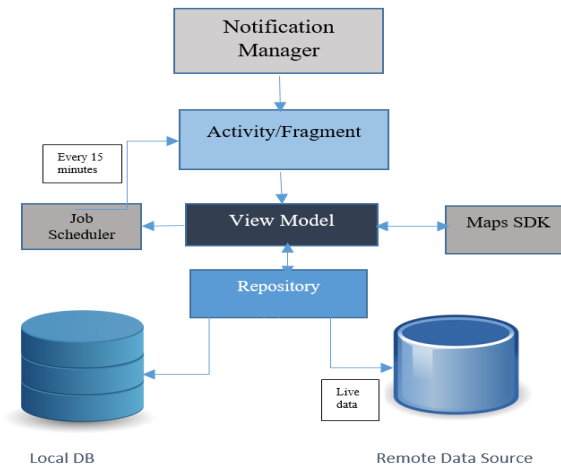 Notification
Manager
Activity/Fragment
Every 15
minutes
Job
Scheduler
View Model
Maps SDK
Repository
Live
data
Local DB
Remote Data Source